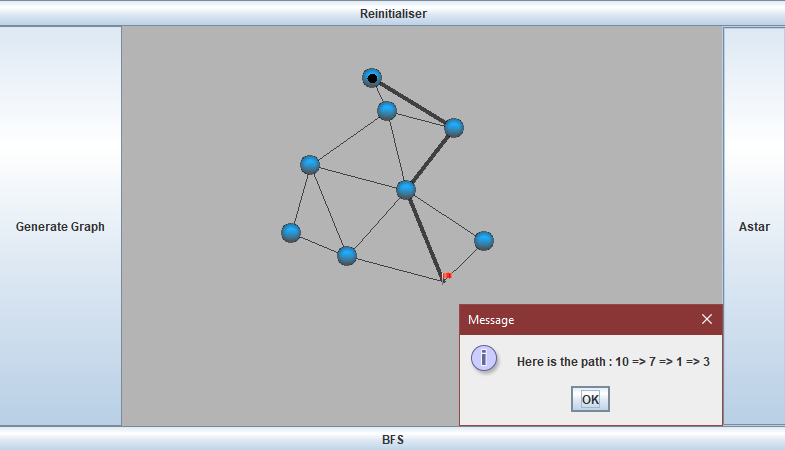 Reinitialiser
Generate Graph
Astar
Message
i
Here is the path : 10 => 7 => 1 => 3
OK
BFS